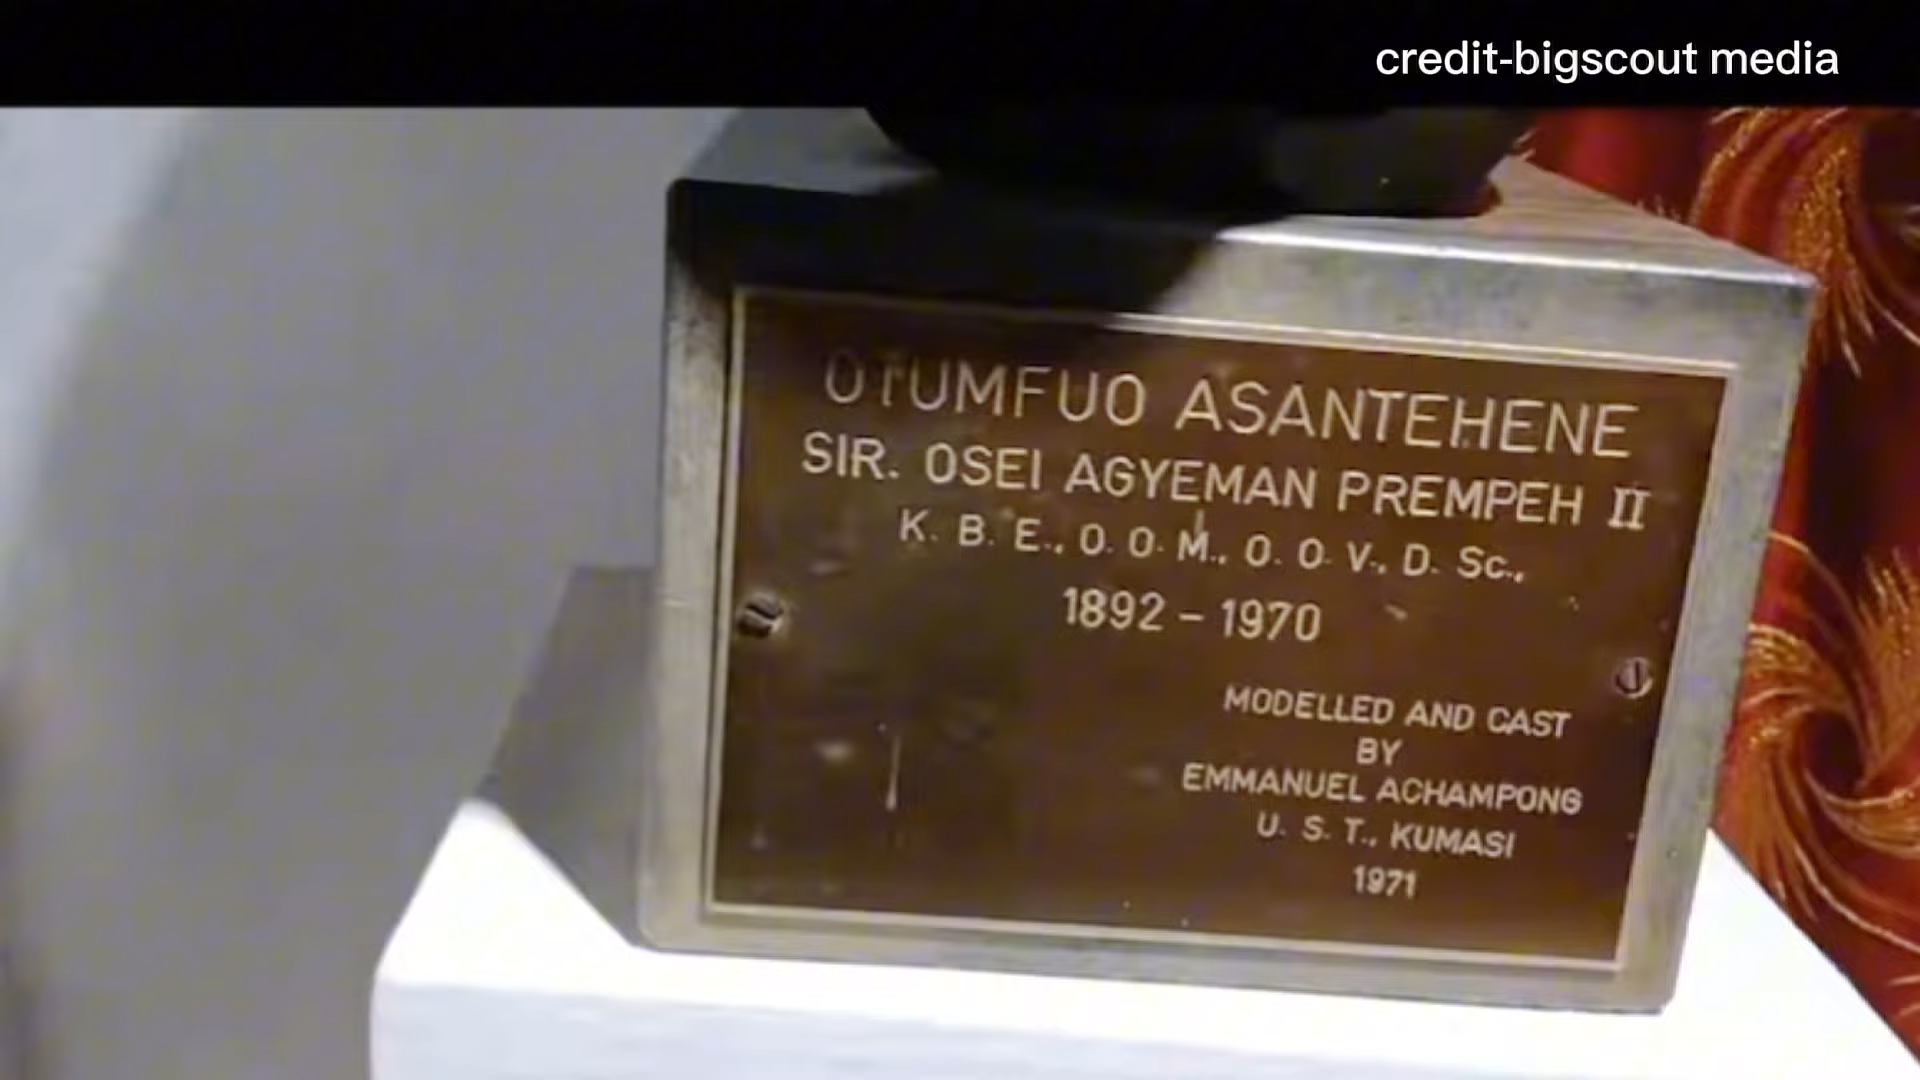 credit-bigscout media
OTUMFUO ASANTEHENE
SIR. OSEI AGYEMAN PREMPEH II
K. B. E., O. O. M., O. O. V., D. Sc.,
1892 – 1970
MODELLED AND CAST
BY
EMMANUEL ACHAMPONG
U. S. T., KUMASI
1971